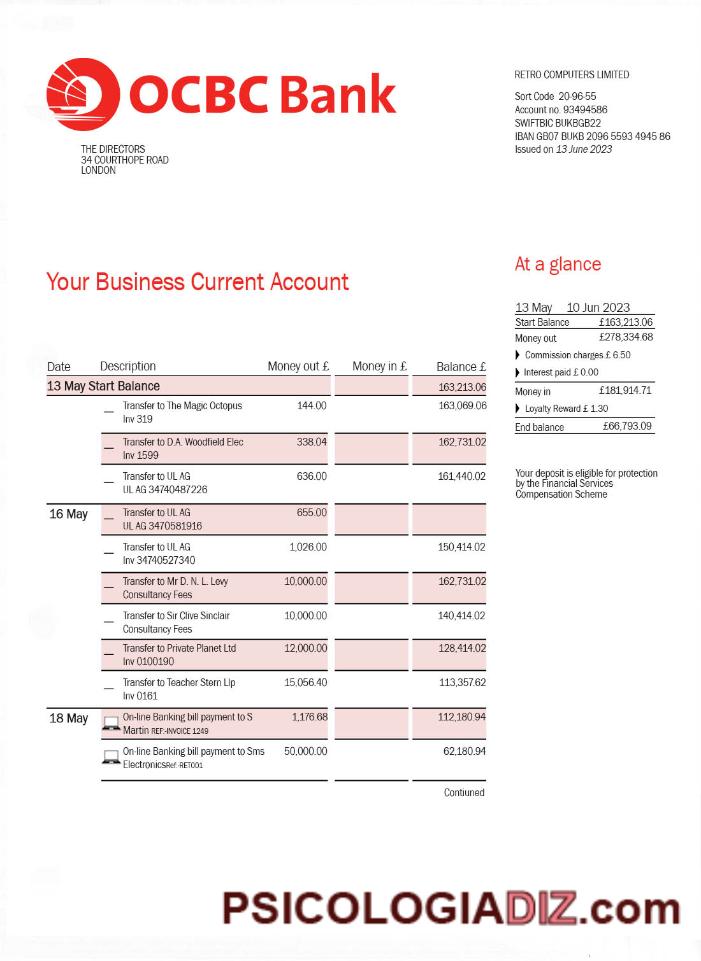 OCBC Bank
RETRO COMPUTERS LIMITED
Sort Code 20-96-55
Account no. 93494586
SWIFTBIC BUKBGB22
IBAN GB07 BUKB 2096 5593 4945 86
Issued on 13 June 2023
THE DIRECTORS
34 COURTHOPE ROAD
LONDON
Your Business Current Account
At a glance
13 May 10 Jun 2023
Start Balance £163,213.06
Money out £278,334.68
Commission charges £ 6.50
Interest paid £ 0.00
Money in £181,914.71
Loyalty Reward £ 1.30
End balance £66,793.09
Your deposit is eligible for protection
by the Financial Services
Compensation Scheme
Date Description Money out £ Money in £ Balance £
13 May Start Balance 163,213.06
Transfer to The Magic Octopus 144.00 163,069.06
Inv 319
Transfer to D.A. Woodfield Elec 338.04 162,731.02
Inv 1599
Transfer to UL AG 636.00 161,440.02
UL AG 34740487226
16 May Transfer to UL AG 655.00
UL AG 3470581916
Transfer to UL AG 1,026.00 150,414.02
Inv 34740527340
Transfer to Mr D. N. L. Levy 10,000.00 162,731.02
Consultancy Fees
Transfer to Sir Clive Sinclair 10,000.00 140,414.02
Consultancy Fees
Transfer to Private Planet Ltd 12,000.00 128,414.02
Inv 0100190
Transfer to Teacher Stern Llp 15,056.40 113,357.62
Inv 0161
18 May On-line Banking bill payment to S 1,176.68 112,180.94
Martin REF:-INVOICE 1249
On-line Banking bill payment to Sms 50,000.00 62,180.94
ElectronicsRef:-RET001
Contiuned
PSICOLOGIADIZ.com